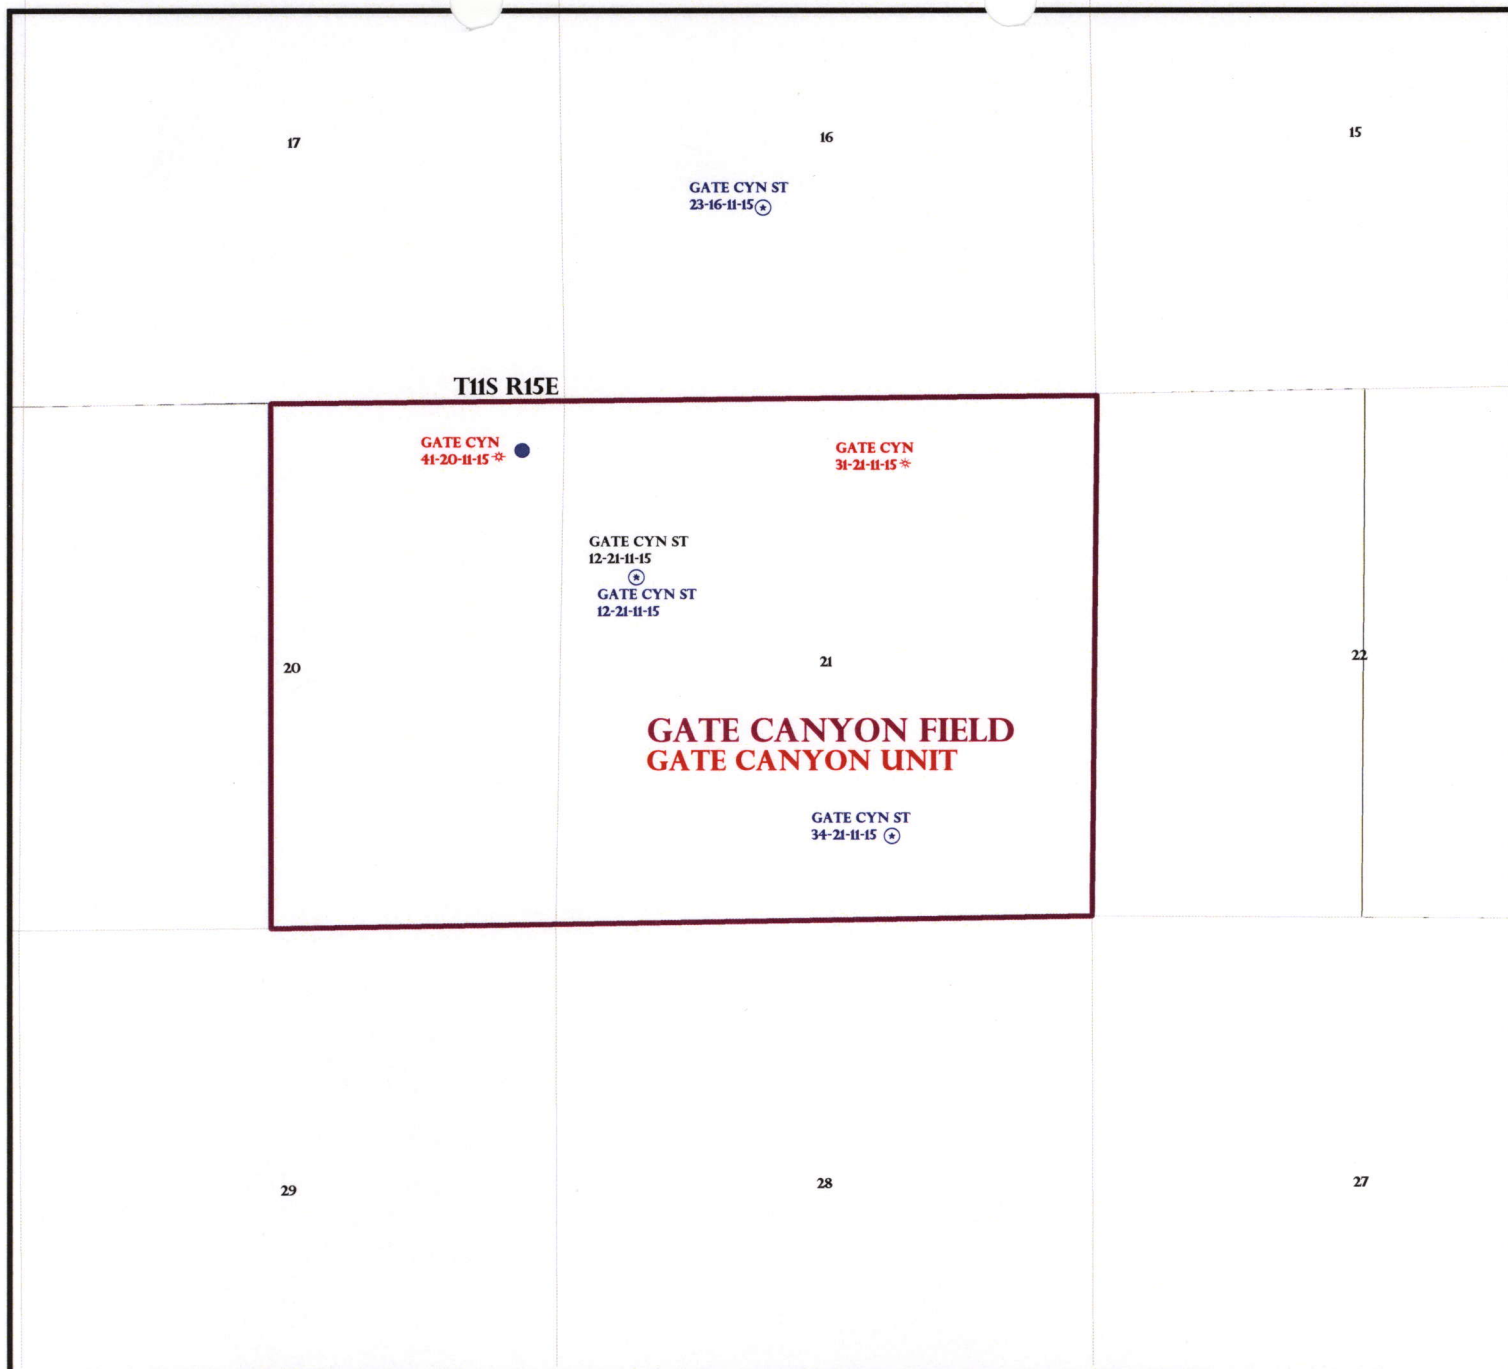 17
16
15
GATE CYN ST
23-16-11-15
T11S R15E
GATE CYN
41-20-11-15
GATE CYN
31-21-11-15
GATE CYN ST
12-21-11-15
GATE CYN ST
12-21-11-15
20
21
22
GATE CANYON FIELD
GATE CANYON UNIT
GATE CYN ST
34-21-11-15
29
28
27